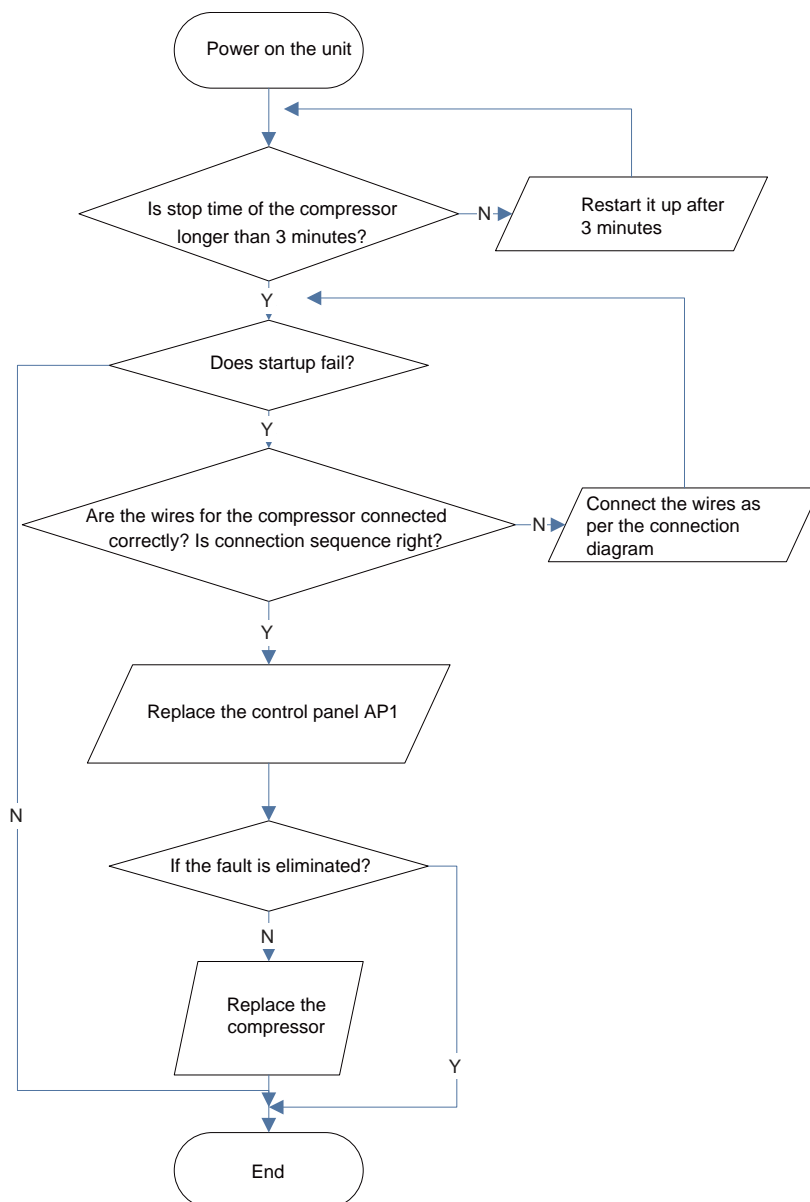 Power on the unit
Is stop time of the compressor
longer than 3 minutes?
N
Restart it up after
3 minutes
Y
Does startup fail?
Y
Are the wires for the compressor connected
correctly? Is connection sequence right?
N
Connect the wires as
per the connection
diagram
Y
Replace the control panel AP1
N
If the fault is eliminated?
N
Replace the
compressor
Y
End